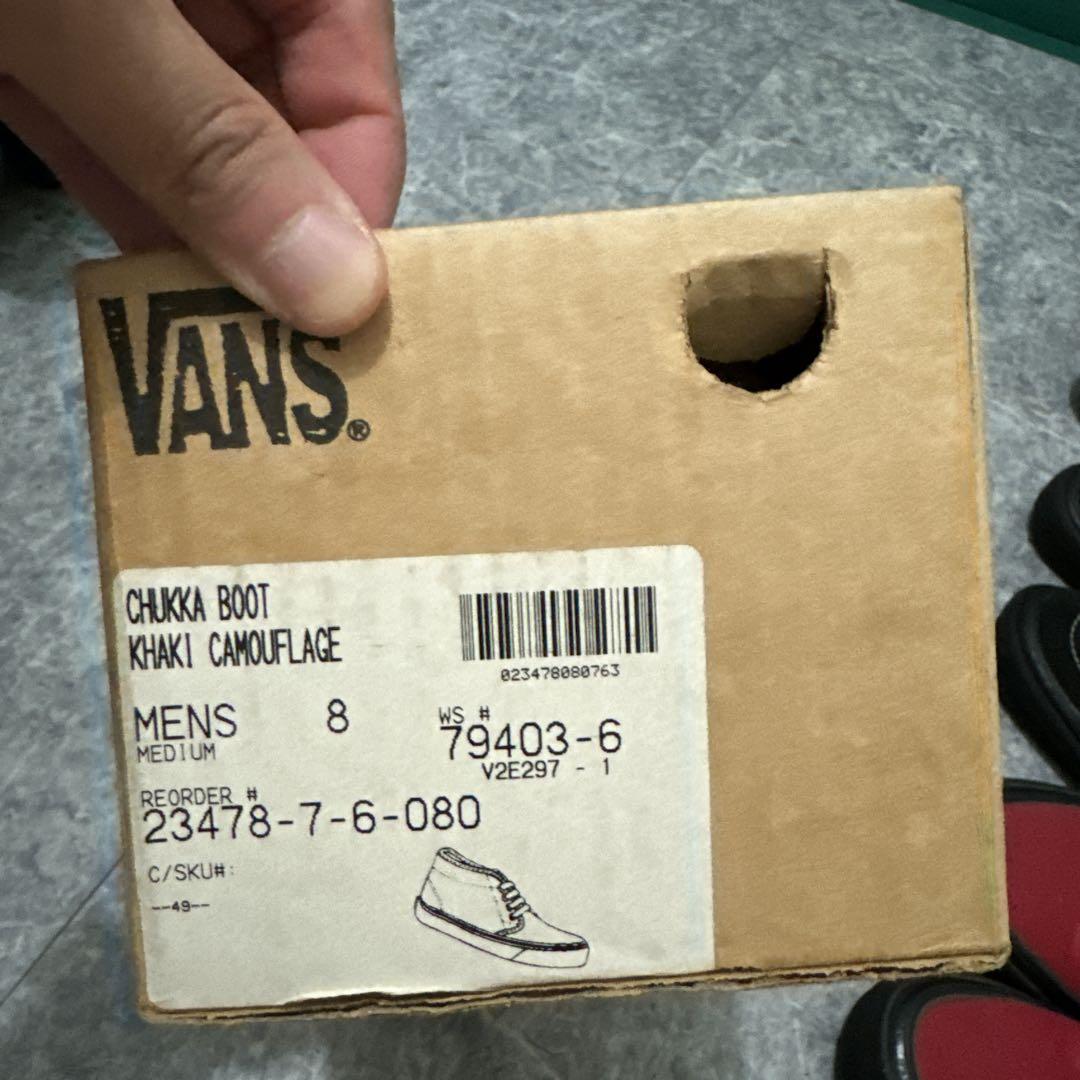 VANS®
CHUKKA BOOT
KHAKI CAMOUFLAGE
023478080763
MENS 8
MEDIUM
WS #
79403-6
V2E297 - 1
REORDER #
23478-7-6-080
C/SKU#:
--49--